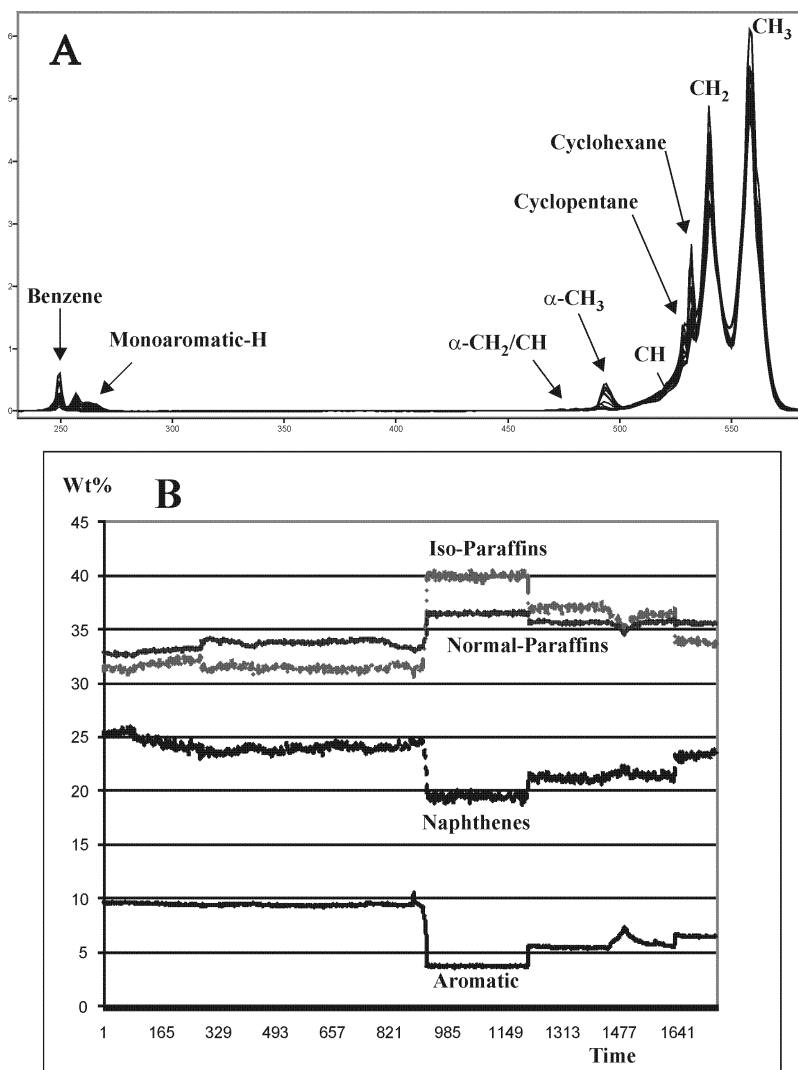 A
CH3
CH2
Cyclohexane
Cyclopentane
α-CH3
Benzene
Monoaromatic-H
α-CH2/CH
CH
6
5
4
3
2
1
0
250 300 350 400 450 500 550
Wt%
B
45
40
35
30
25
20
15
10
5
0
Iso-Paraffins
Normal-Paraffins
Naphthenes
Aromatic
1 165 329 493 657 821 985 1149 1313 1477 1641
Time